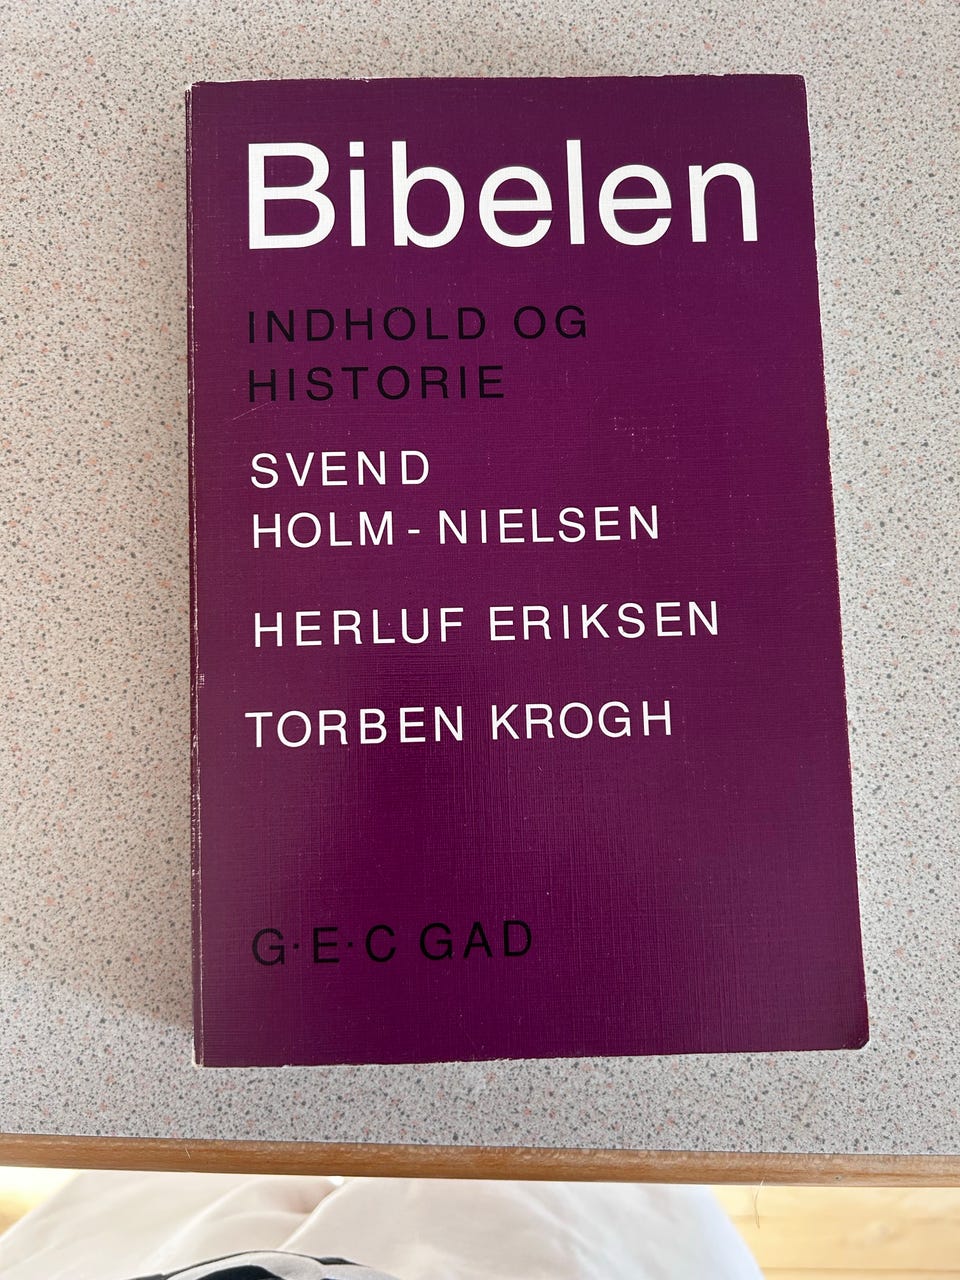 Bibelen
INDHOLD OG
HISTORIE
SVEND
HOLM-NIELSEN
HERLUF ERIKSEN
TORBEN KROGH
G·E·C GAD